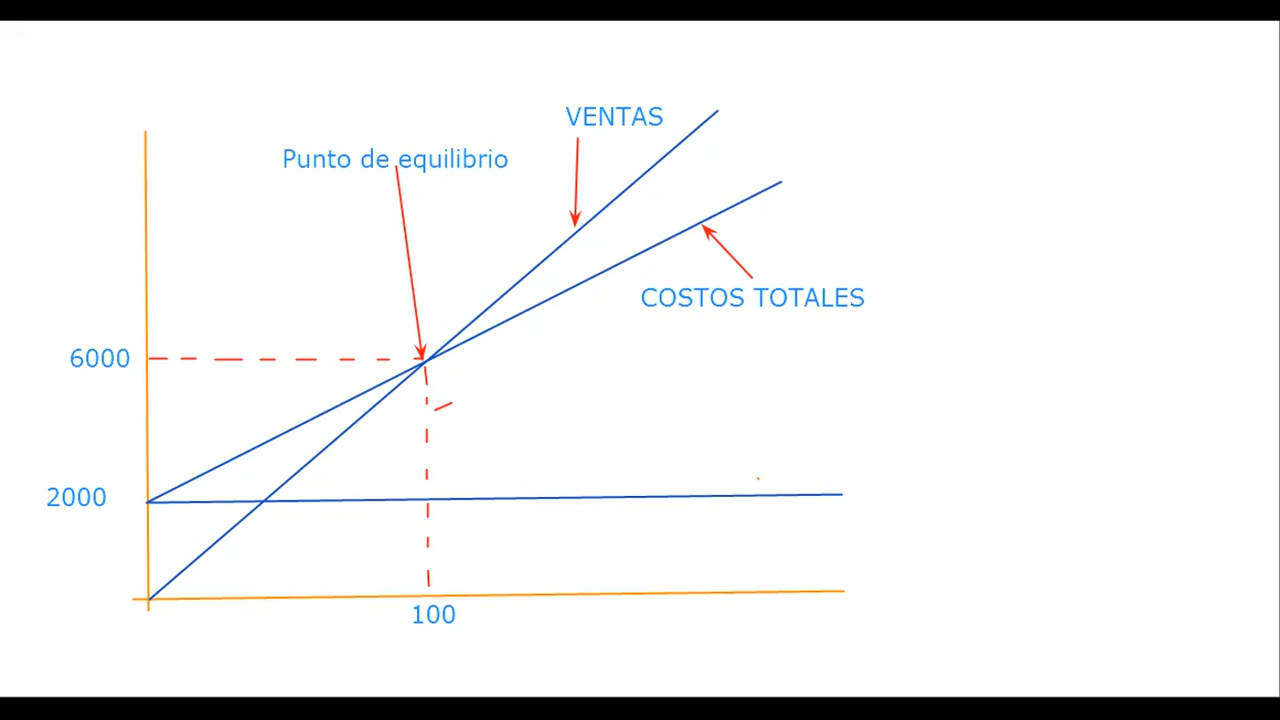 VENTAS
Punto de equilibrio
COSTOS TOTALES
6000
2000
100